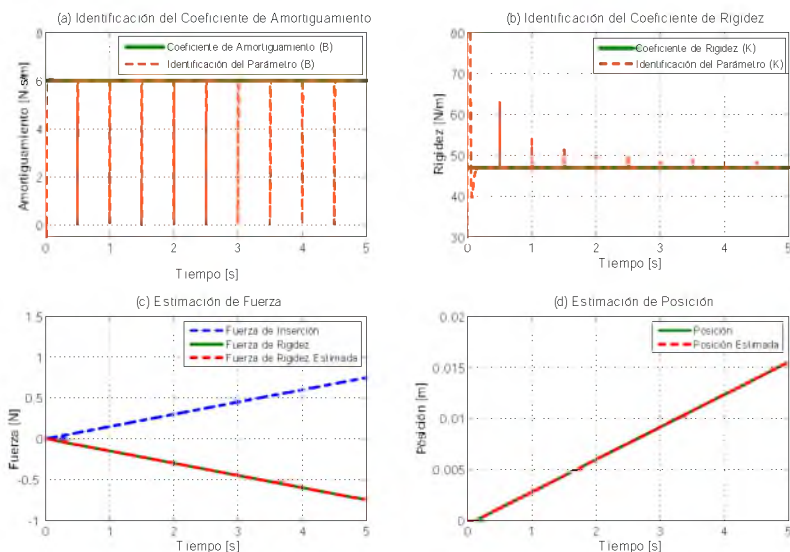 (a) Identificación del Coeficiente de Amortiguamiento
8
6
4
2
0
Amortiguamiento [N-s/m]
Coeficiente de Amortiguamiento (B)
Identificación del Parámetro (B)
0 1 2 3 4 5
Tiempo [s]
(b) Identificación del Coeficiente de Rigidez
80
70
60
50
40
30
Rigidez [N/m]
Coeficiente de Rigidez (K)
Identificación del Parámetro (K)
0 1 2 3 4 5
Tiempo [s]
(c) Estimación de Fuerza
1.5
1
0.5
0
-0.5
-1
Fuerza [N]
Fuerza de Inserción
Fuerza de Rigidez
Fuerza de Rigidez Estimada
0 1 2 3 4 5
Tiempo [s]
(d) Estimación de Posición
0.02
0.015
0.01
0.005
0
Posición [m]
Posición
Posición Estimada
0 1 2 3 4 5
Tiempo [s]